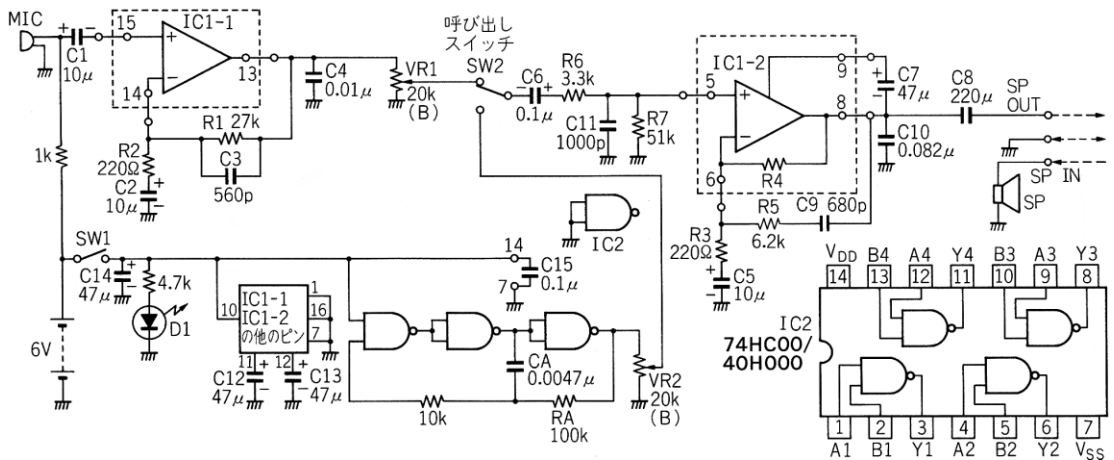 MIC
C1
10μ
15
IC1-1
14
13
R1 27k
C3
560p
R2
220Ω
C2
10μ
1k
C4
0.01μ
VR1
20k
(B)
呼び出し
スイッチ
SW2
C6
0.1μ
R6
3.3k
C11
1000p
R7
51k
5
IC1-2
9
8
6
R4
R5
6.2k
C9 680p
R3
220Ω
C5
10μ
C7
47μ
C8
220μ
C10
0.082μ
SP
OUT
SP IN
SP
SW1
C14
47μ
4.7k
D1
6V
10
IC1-1
IC1-2
の他のピン
1
16
7
11
12
C12
47μ
C13
47μ
IC2
14
7
C15
0.1μ
CA
0.0047μ
10k
RA
100k
VR2
20k
(B)
VDD B4 A4 Y4 B3 A3 Y3
14 13 12 11 10 9 8
IC2
74HC00/
40H000
1 2 3 4 5 6 7
A1 B1 Y1 A2 B2 Y2 VSS